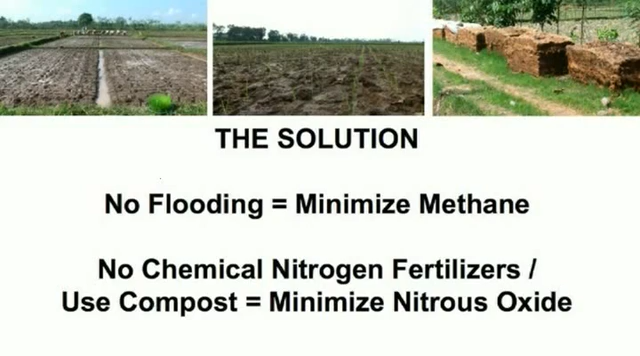 THE SOLUTION
No Flooding = Minimize Methane
No Chemical Nitrogen Fertilizers /
Use Compost = Minimize Nitrous Oxide